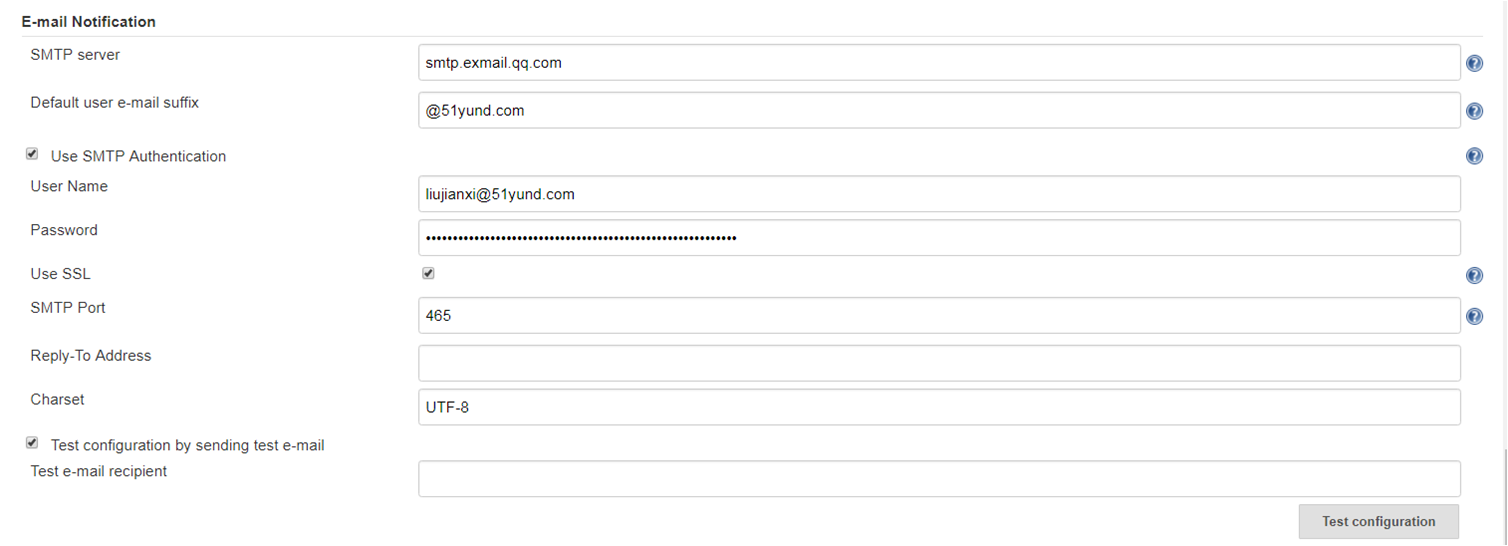 E-mail Notification
SMTP server
smtp.exmail.qq.com
Default user e-mail suffix
@51yund.com
Use SMTP Authentication
User Name
liujianxi@51yund.com
Password
••••••••••••••••••••••••••••••••••••••••••••••••••••••••••
Use SSL
SMTP Port
465
Reply-To Address
Charset
UTF-8
Test configuration by sending test e-mail
Test e-mail recipient
Test configuration